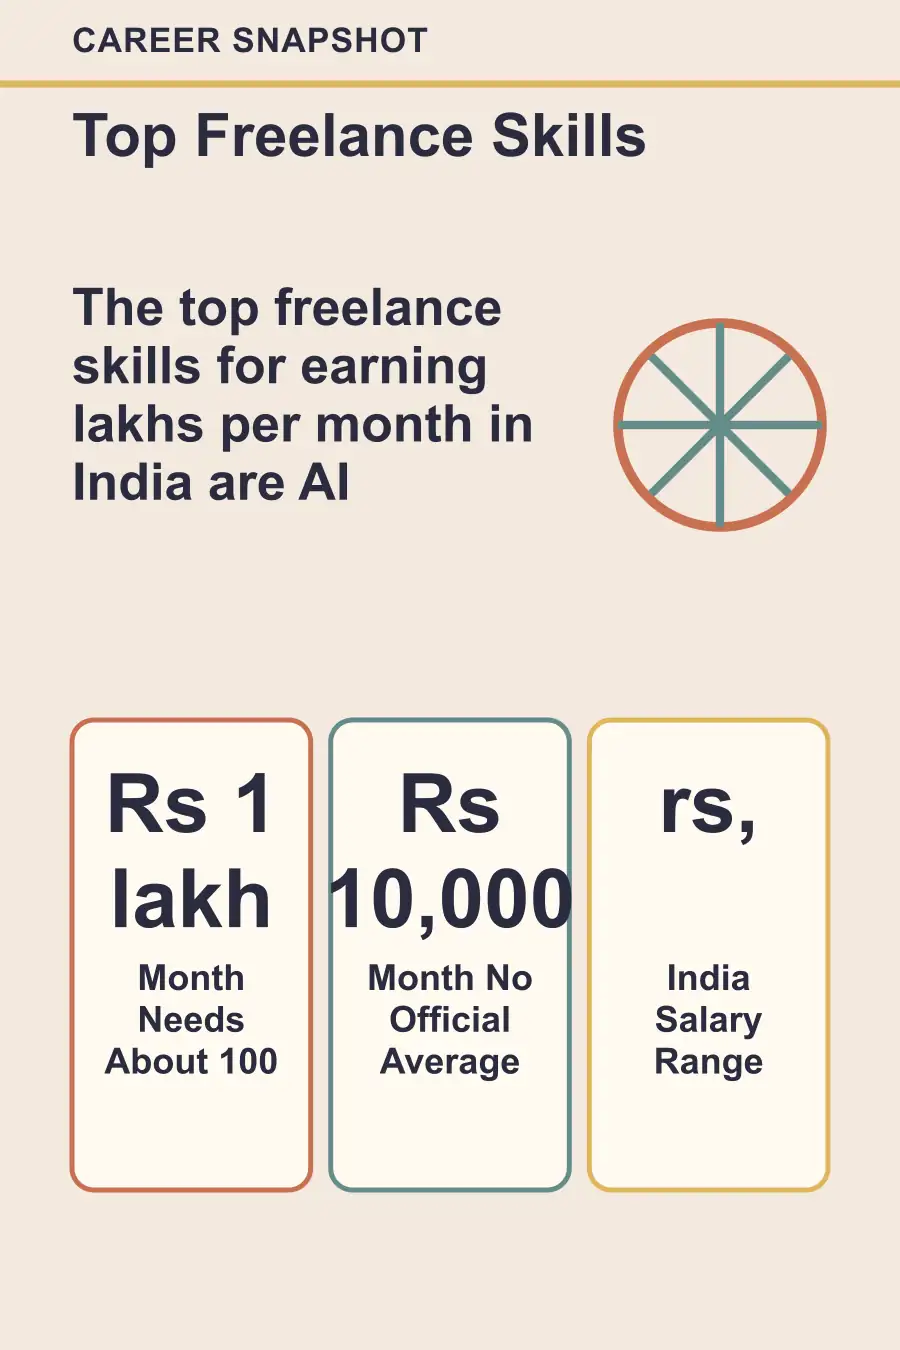 CAREER SNAPSHOT
Top Freelance Skills
The top freelance
skills for earning
lakhs per month in
India are AI
Rs 1
lakh
Month
Needs
About 100
Rs
10,000
Month No
Official
Average
rs,
India
Salary
Range